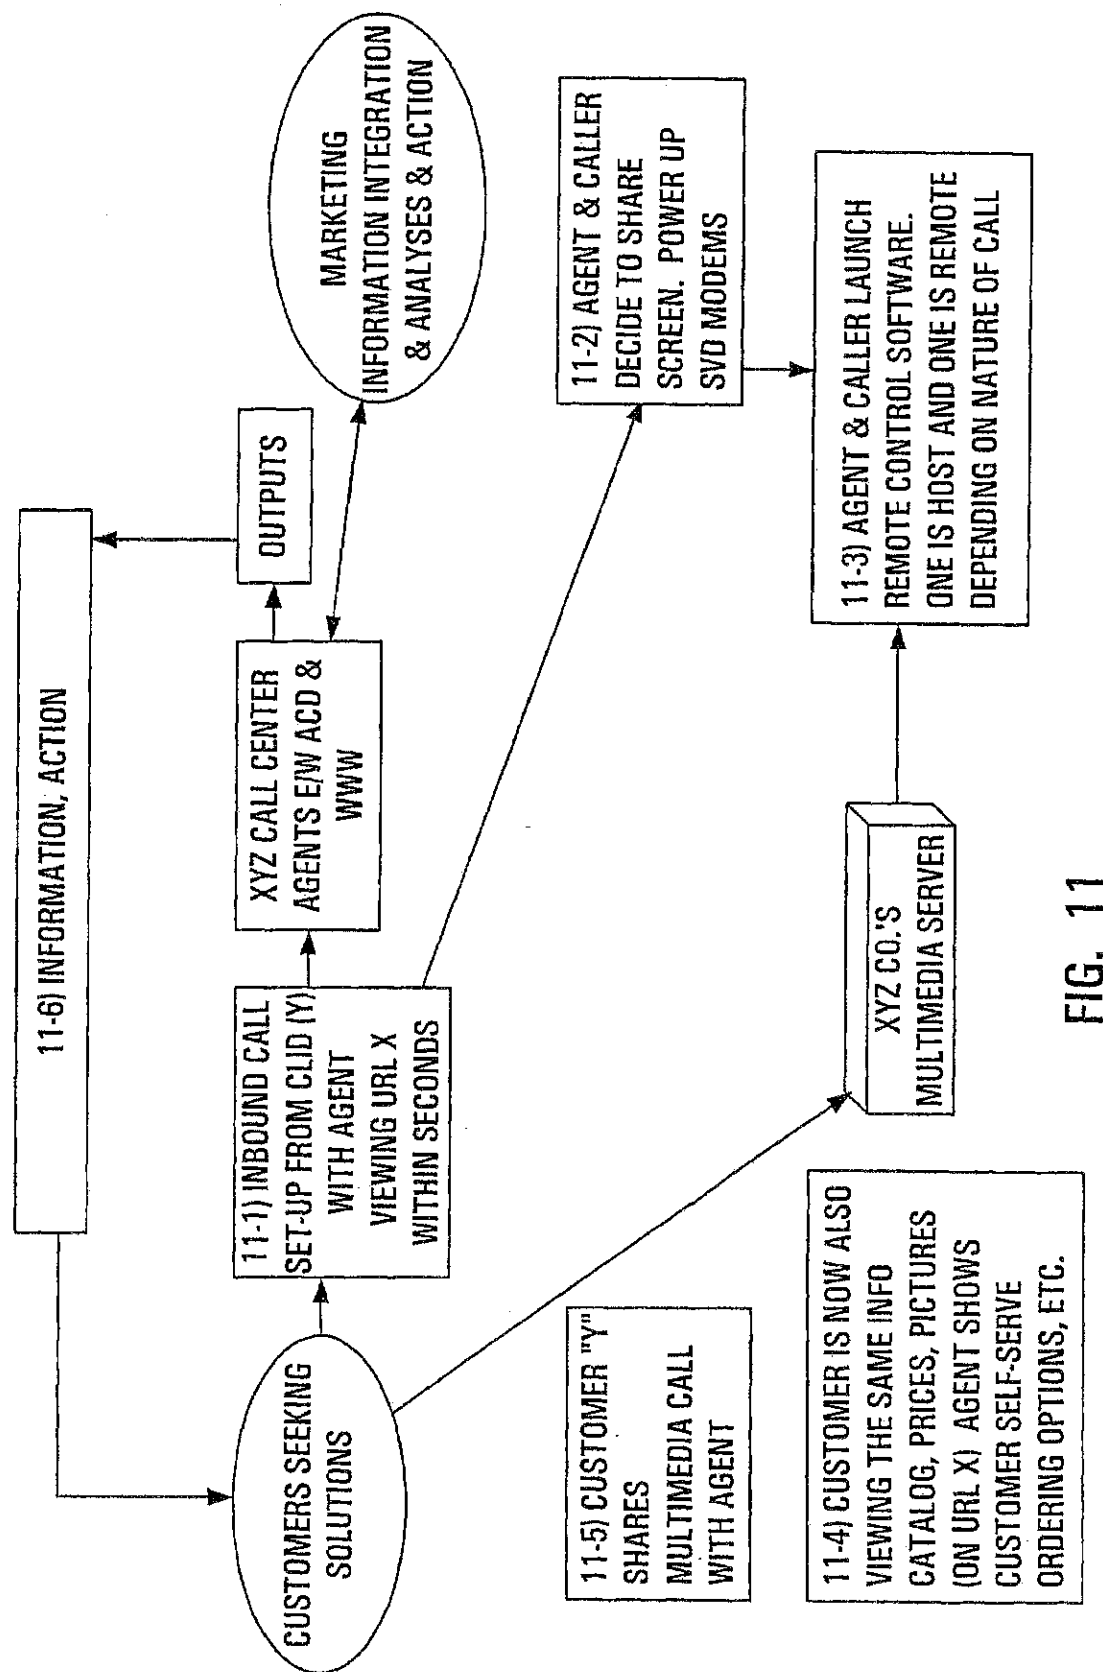 11-6) INFORMATION, ACTION
CUSTOMERS SEEKING
SOLUTIONS
11-1) INBOUND CALL
SET-UP FROM CLID (Y)
WITH AGENT
VIEWING URL X
WITHIN SECONDS
XYZ CALL CENTER
AGENTS E/W ACD &
WWW
OUTPUTS
MARKETING
INFORMATION INTEGRATION
& ANALYSES & ACTION
11-5) CUSTOMER "Y"
SHARES
MULTIMEDIA CALL
WITH AGENT
11-2) AGENT & CALLER
DECIDE TO SHARE
SCREEN. POWER UP
SVD MODEMS
11-4) CUSTOMER IS NOW ALSO
VIEWING THE SAME INFO
CATALOG, PRICES, PICTURES
(ON URL X) AGENT SHOWS
CUSTOMER SELF-SERVE
ORDERING OPTIONS, ETC.
XYZ CO.'S
MULTIMEDIA SERVER
11-3) AGENT & CALLER LAUNCH
REMOTE CONTROL SOFTWARE.
ONE IS HOST AND ONE IS REMOTE
DEPENDING ON NATURE OF CALL
FIG. 11